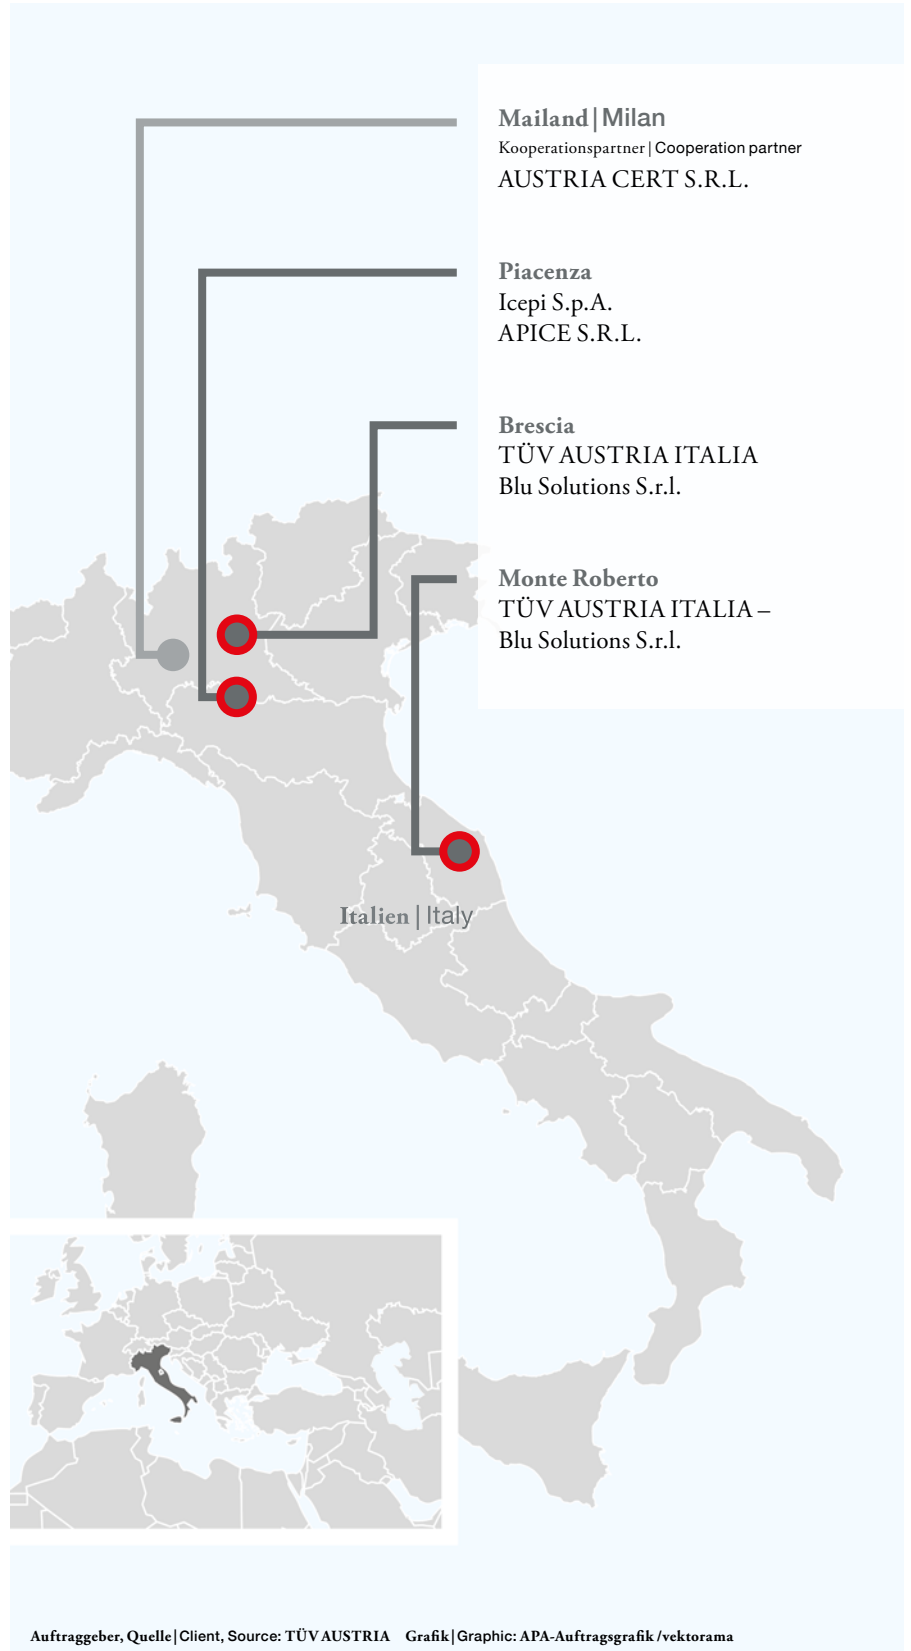 Mailand | Milan
Kooperationspartner | Cooperation partner
AUSTRIA CERT S.R.L.
Piacenza
Icepi S.p.A.
APICE S.R.L.
Brescia
TÜV AUSTRIA ITALIA
Blu Solutions S.r.l.
Monte Roberto
TÜV AUSTRIA ITALIA –
Blu Solutions S.r.l.
Italien | Italy
Auftraggeber, Quelle | Client, Source: TÜV AUSTRIA Grafik | Graphic: APA-Auftragsgrafik / vektorama